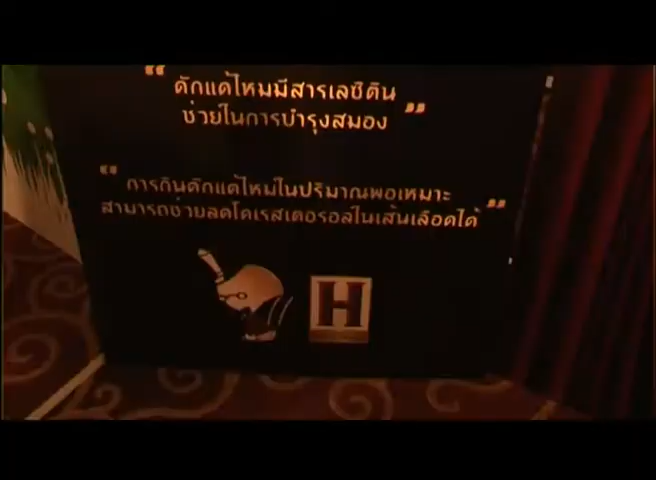 “ ดักแด้ไหมมีสารเลซิติน
ช่วยในการบำรุงสมอง ”
“ การกินดักแด้ไหมในปริมาณพอเหมาะ
สามารถช่วยลดโคเรสเตอรอลในเส้นเลือดได้ ”
H